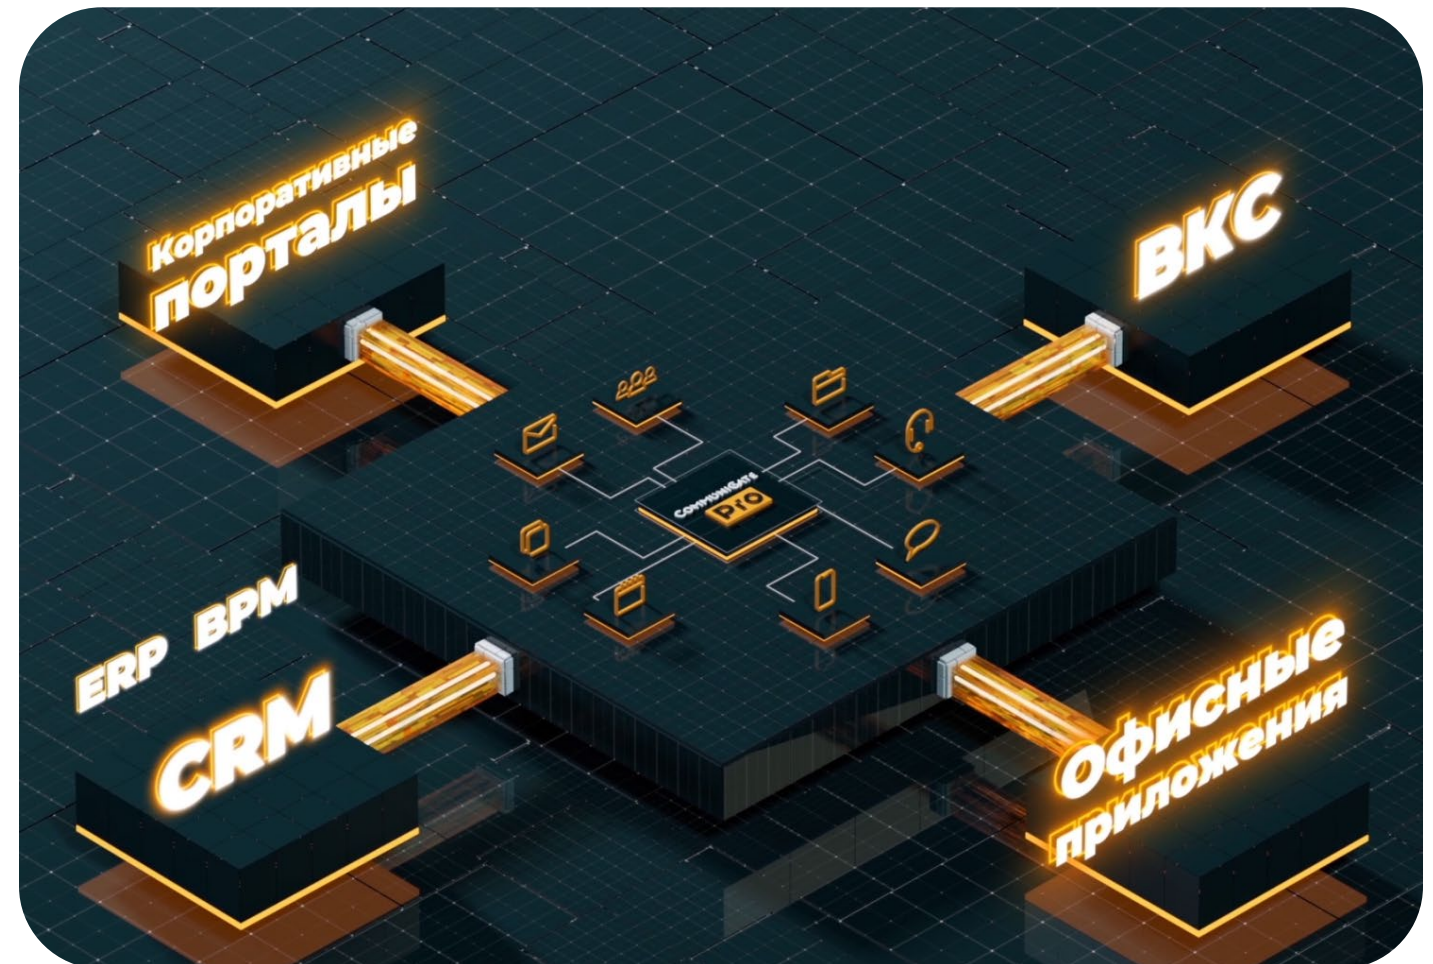 Корпоративные
порталы
ВКС
CommuniGate
Pro
ERP BPM
CRM
Офисные
приложения